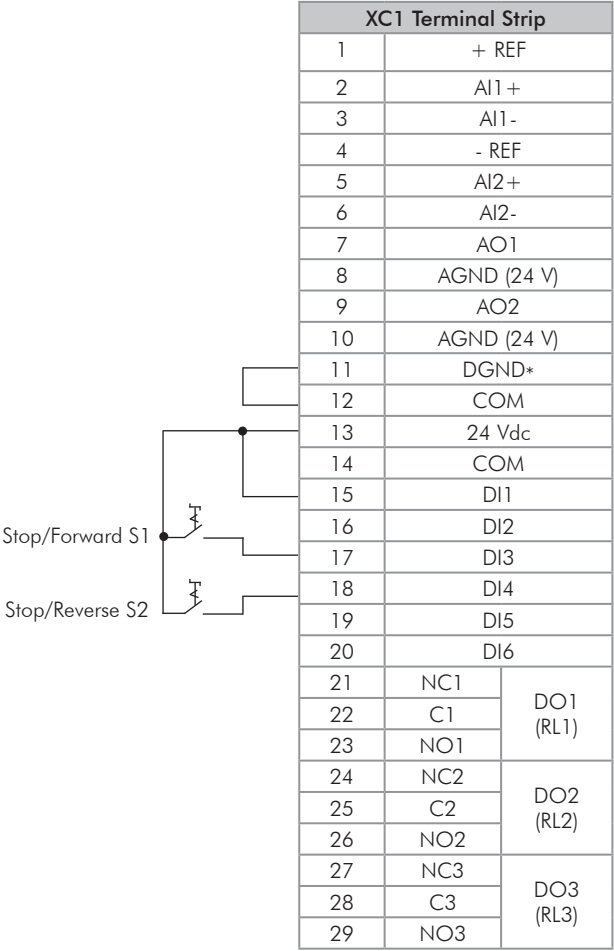 XC1 Terminal Strip
1 + REF
2 AI1+
3 AI1-
4 - REF
5 AI2+
6 AI2-
7 AO1
8 AGND (24 V)
9 AO2
10 AGND (24 V)
11 DGND*
12 COM
13 24 Vdc
14 COM
15 DI1
16 DI2
Stop/Forward S1
17 DI3
18 DI4
Stop/Reverse S2
19 DI5
20 DI6
21 NC1
22 C1
23 NO1
DO1
(RL1)
24 NC2
25 C2
26 NO2
DO2
(RL2)
27 NC3
28 C3
29 NO3
DO3
(RL3)